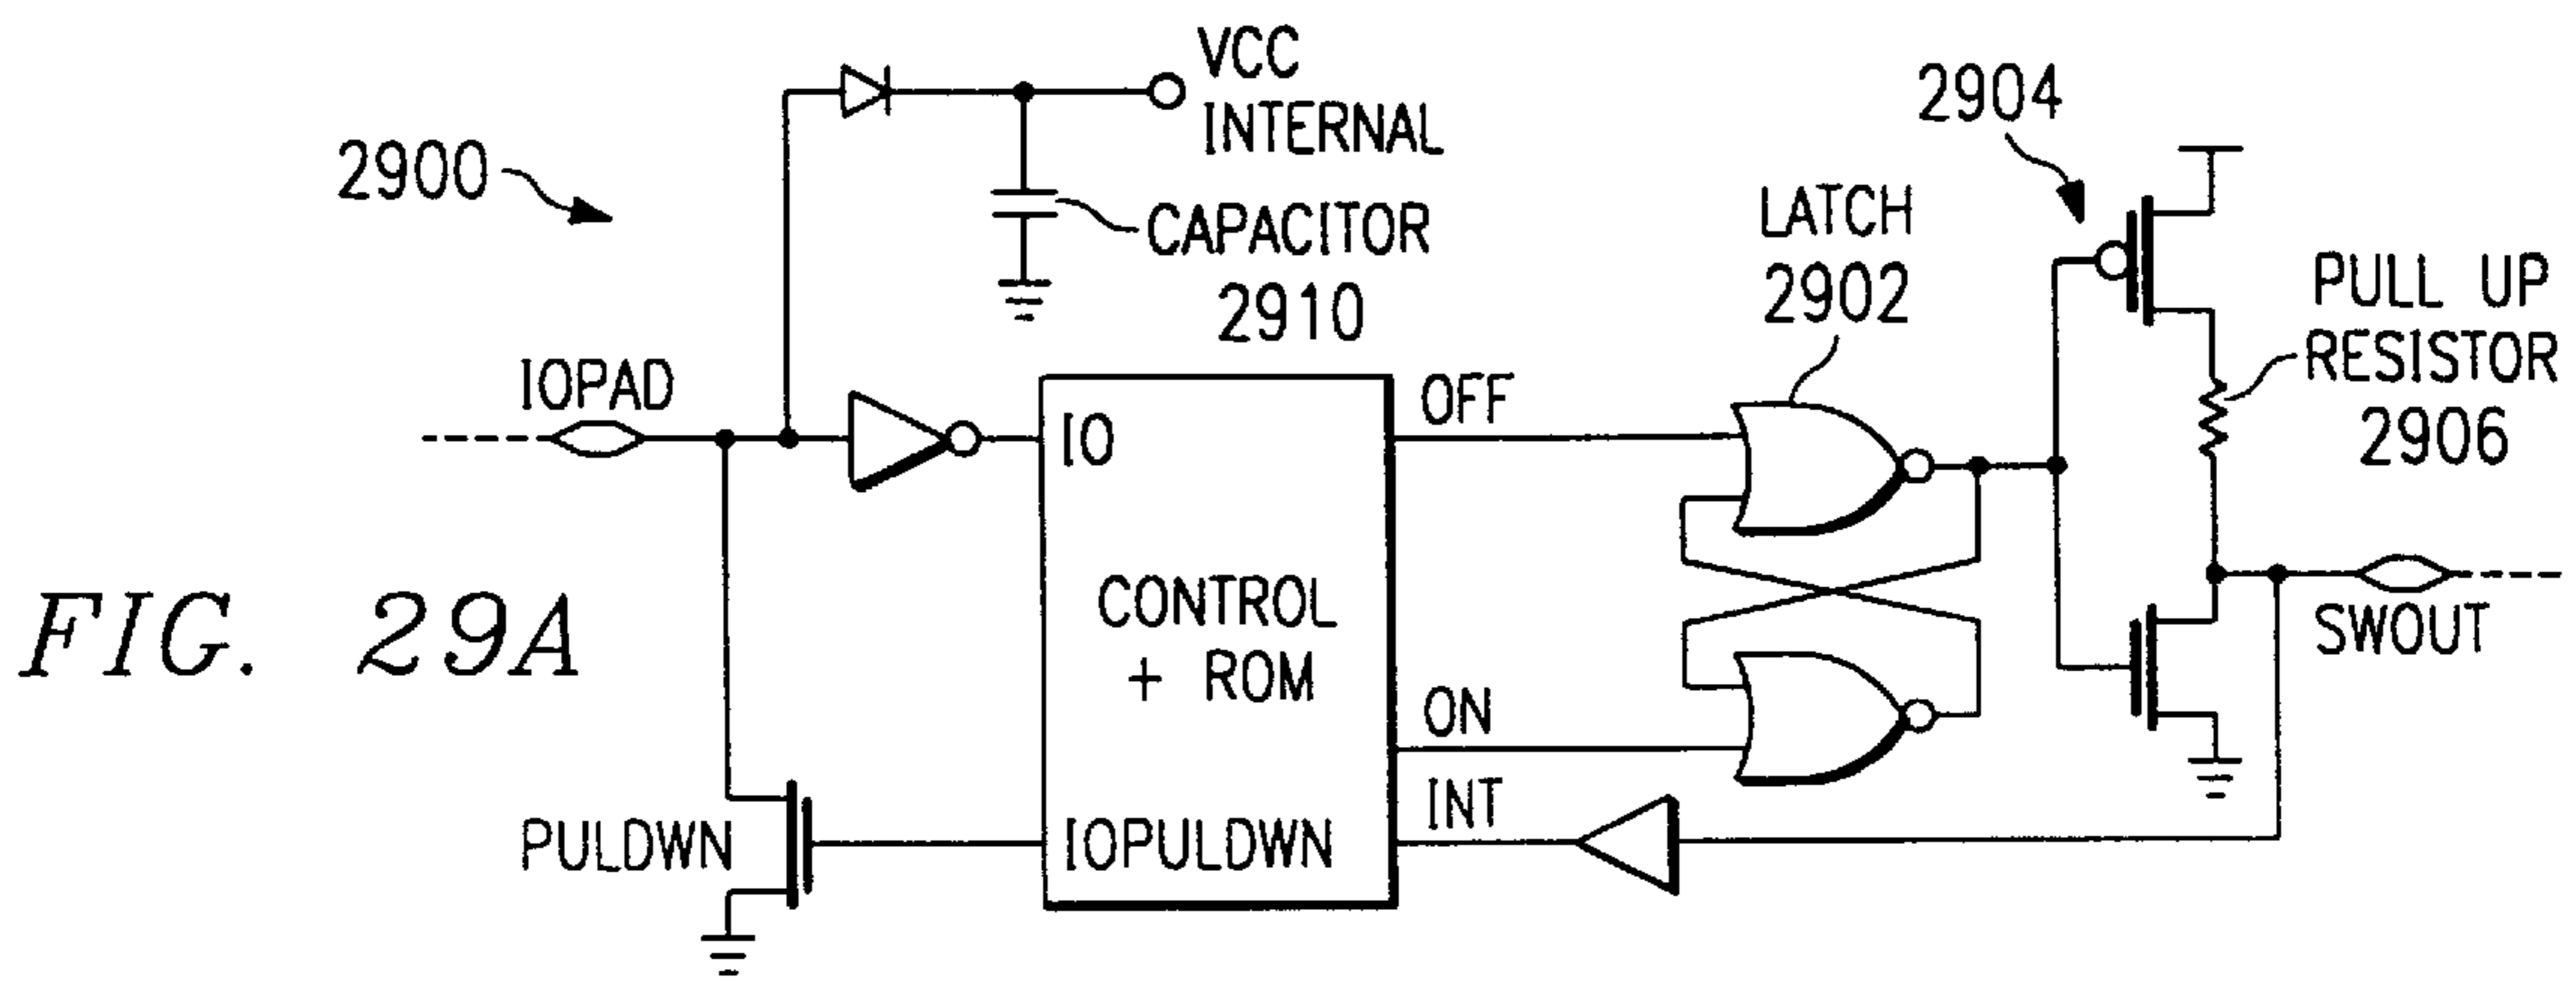 VCC
INTERNAL
2904
2900
CAPACITOR
2910
LATCH
2902
PULL UP
RESISTOR
2906
IOPAD
IO
OFF
CONTROL
+ ROM
ON
INT
IOPULDWN
PULDWN
SWOUT
FIG. 29A